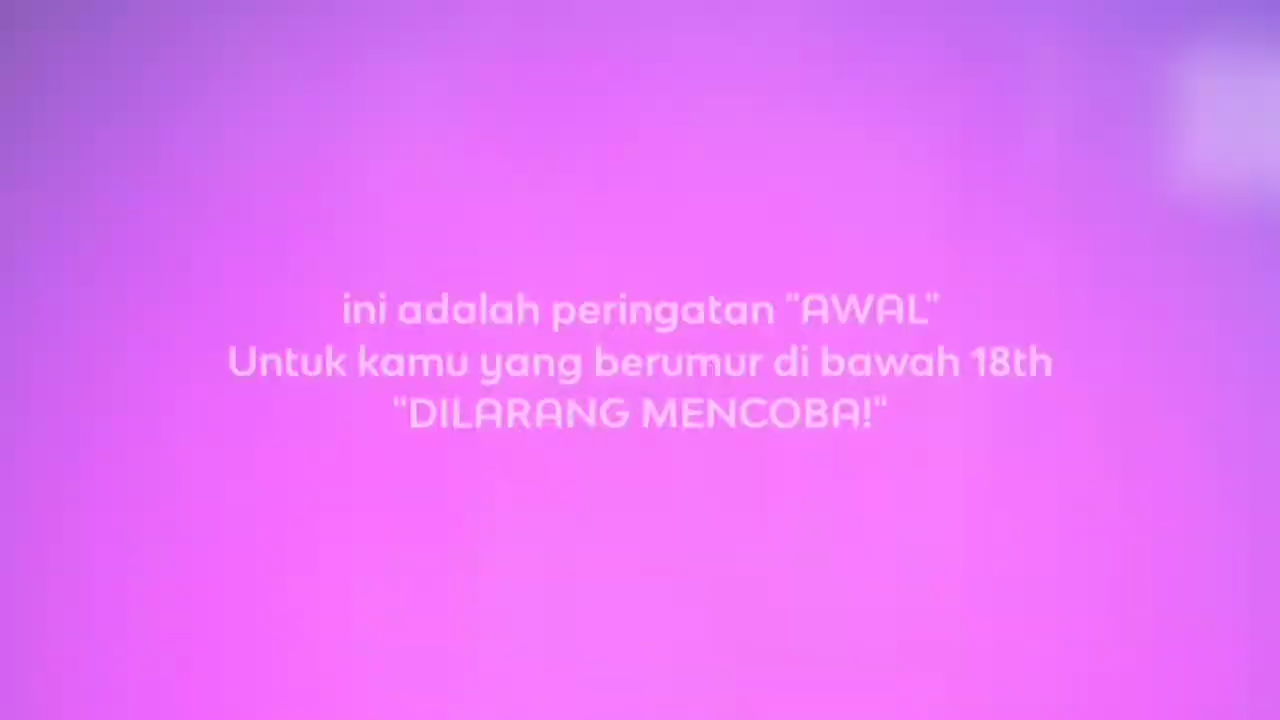 ini adalah peringatan "AWAL"
Untuk kamu yang berumur di bawah 18th
"DILARANG MENCOBA!"